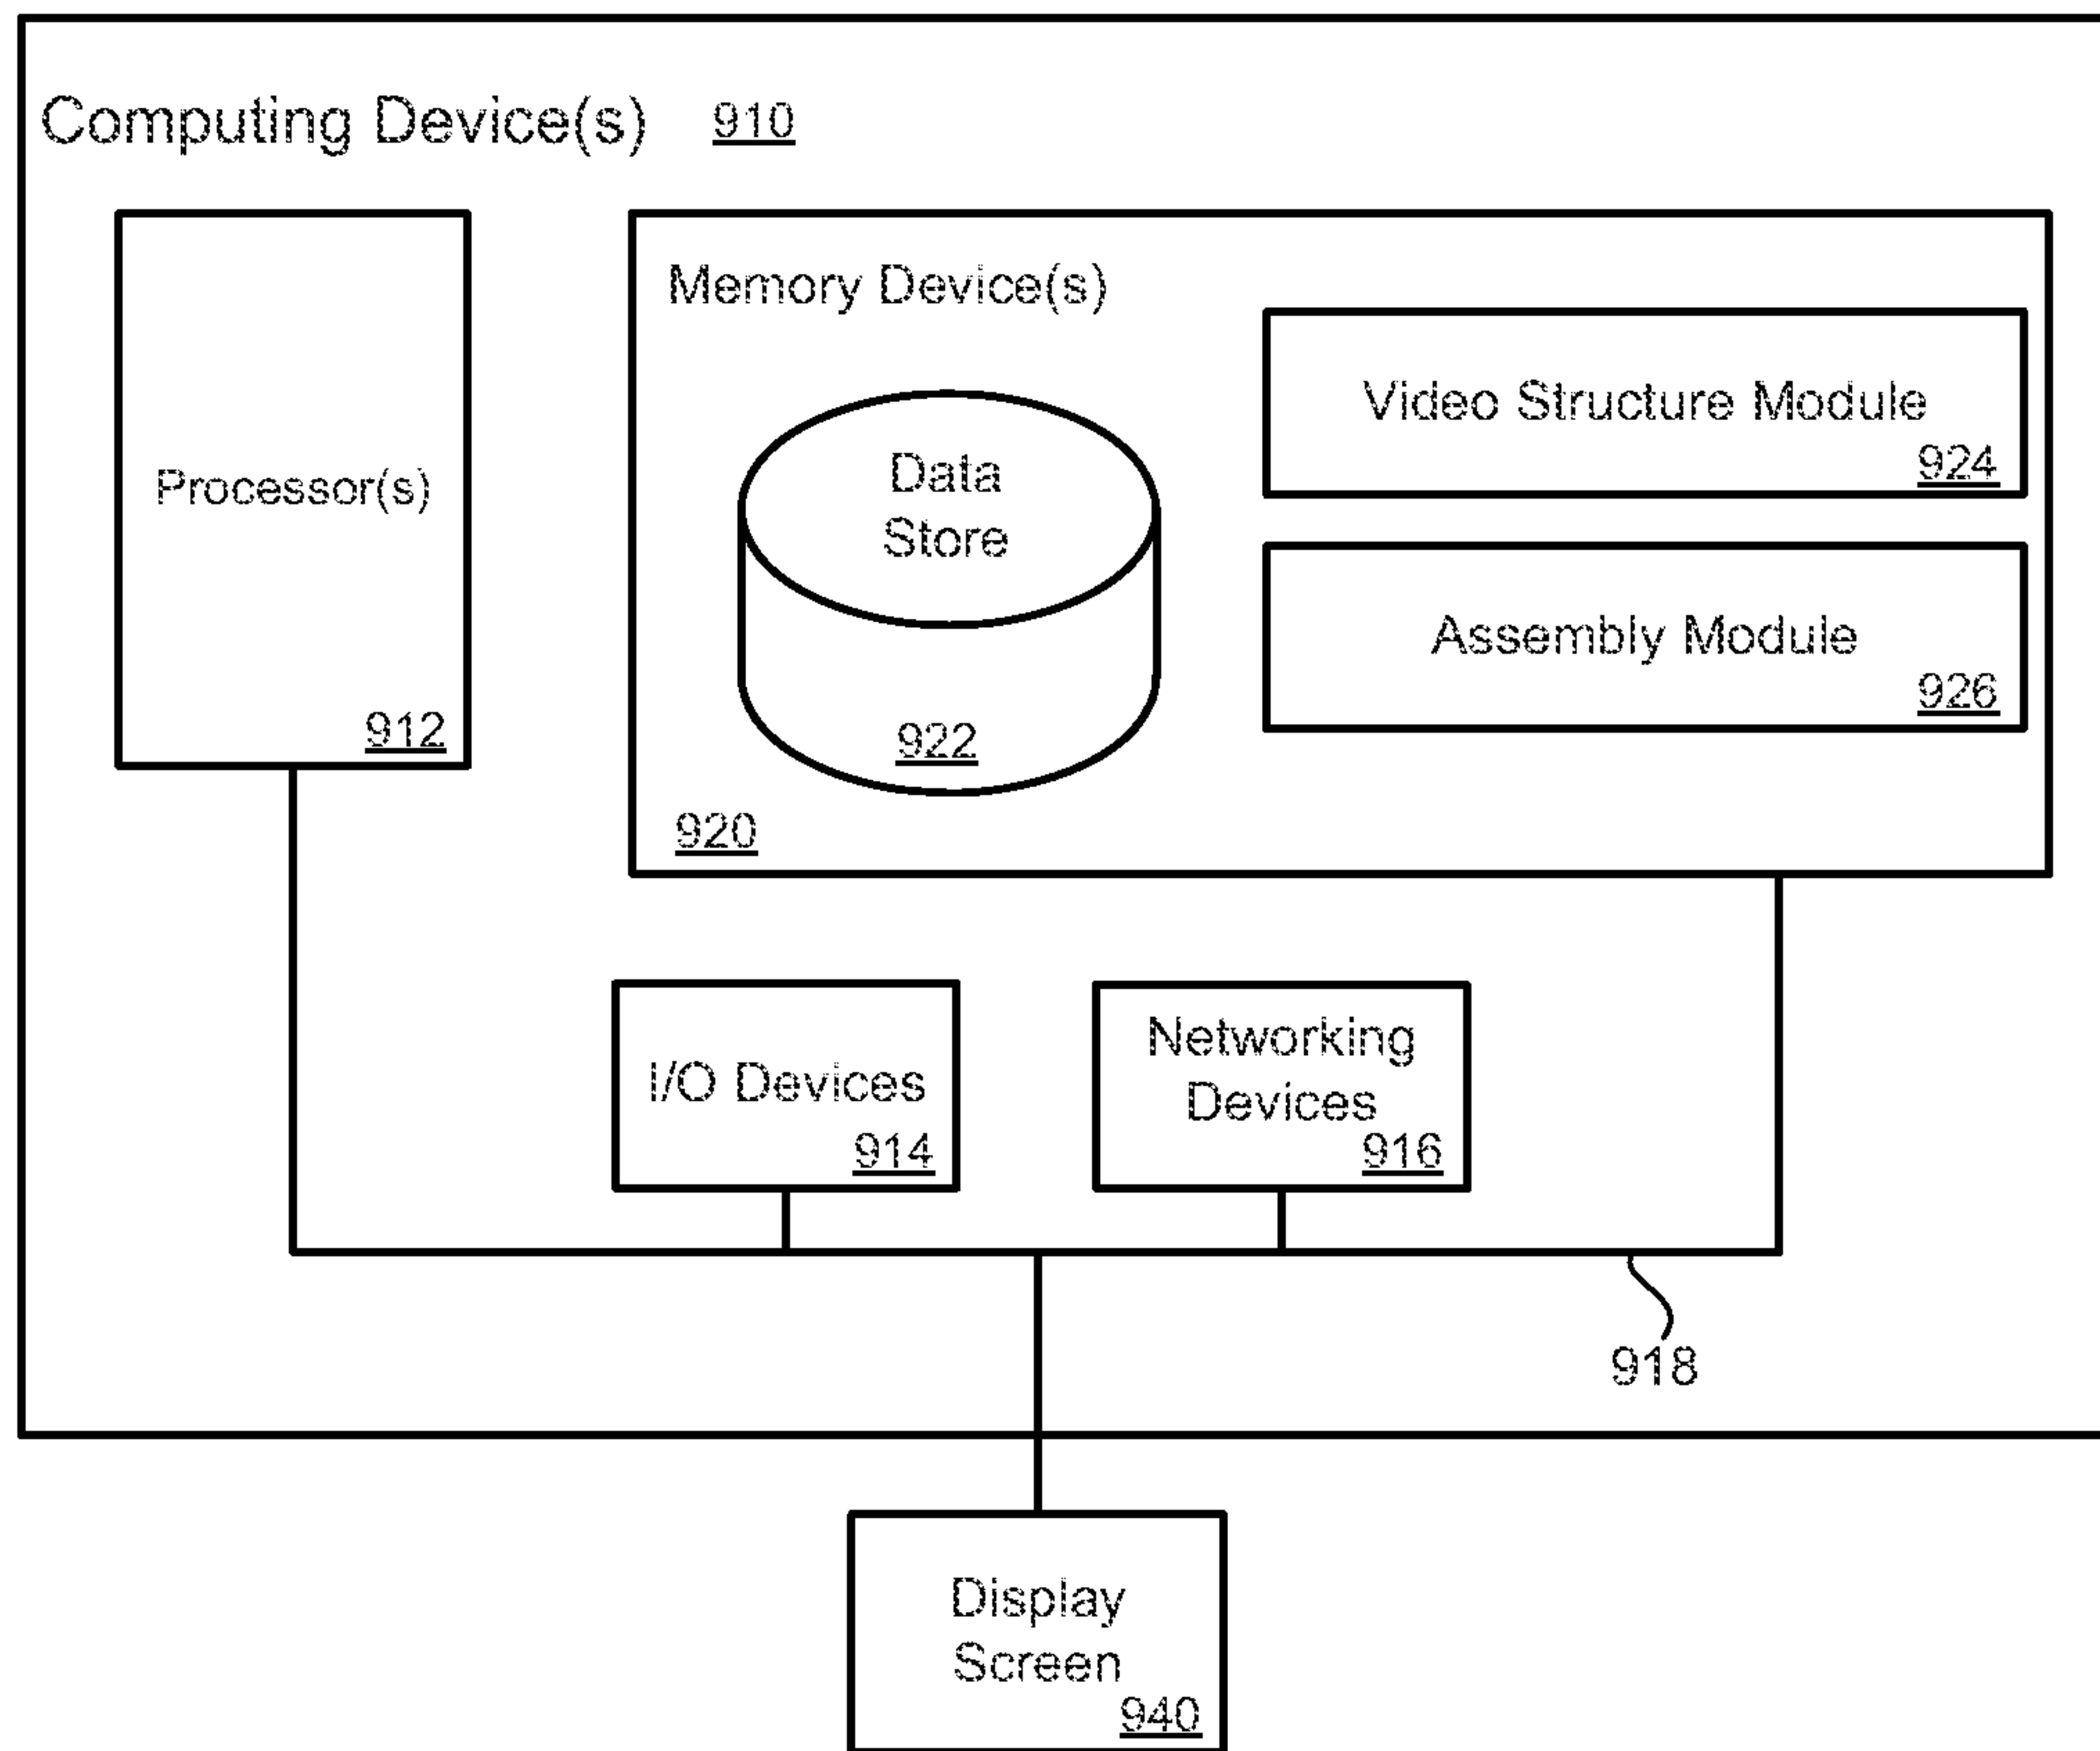 Computing Device(s) 910
Processor(s)
912
Memory Device(s)
Data
Store
922
920
Video Structure Module
924
Assembly Module
926
I/O Devices
914
Networking
Devices
916
918
Display
Screen
940